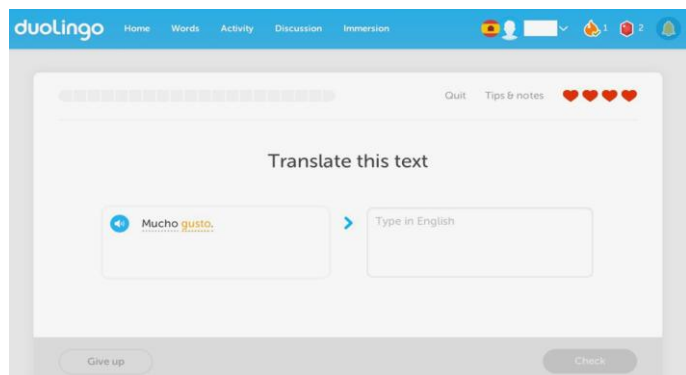 duolingo Home Words Activity Discussion Immersion 1 2
Quit Tips & notes
Translate this text
Mucho gusto.
Type in English
Give up Check